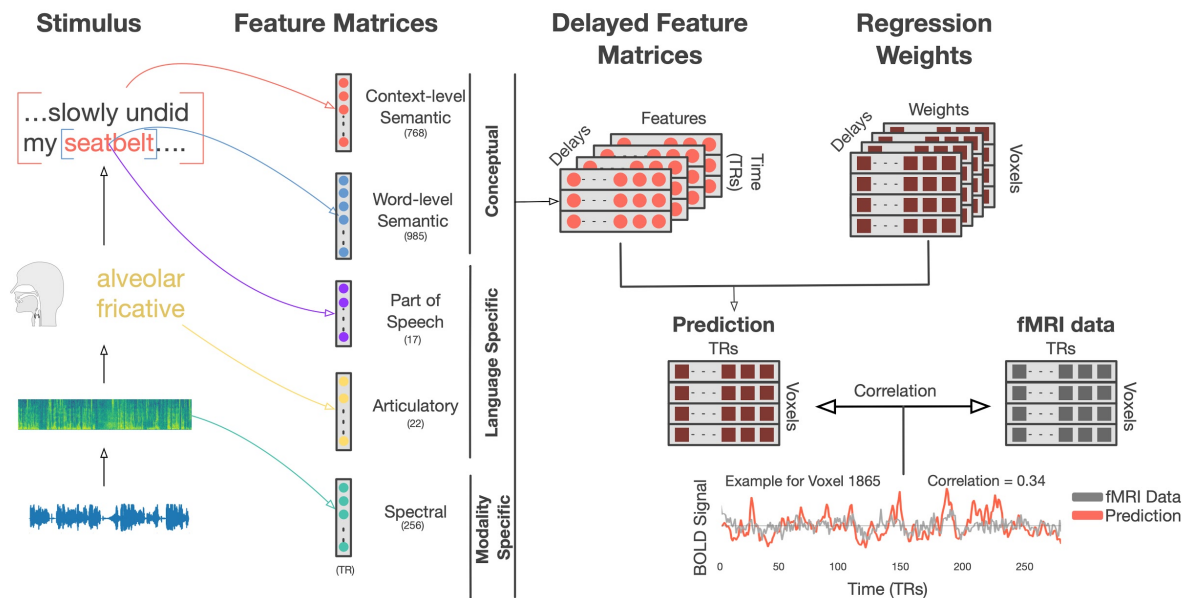 Stimulus
Feature Matrices
Delayed Feature
Matrices
Regression
Weights
...slowly undid
my seatbelt....
alveolar
fricative
Context-level
Semantic
(768)
Word-level
Semantic
(985)
Part of
Speech
(17)
Articulatory
(22)
Spectral
(256)
(TR)
Conceptual
Language Specific
Modality
Specific
Features
Delays
Time
(TRs)
Weights
Delays
Voxels
Prediction
TRs
Voxels
Correlation
fMRI data
TRs
Voxels
Example for Voxel 1865
Correlation = 0.34
fMRI Data
Prediction
BOLD Signal
0 50 100 150 200 250
Time (TRs)